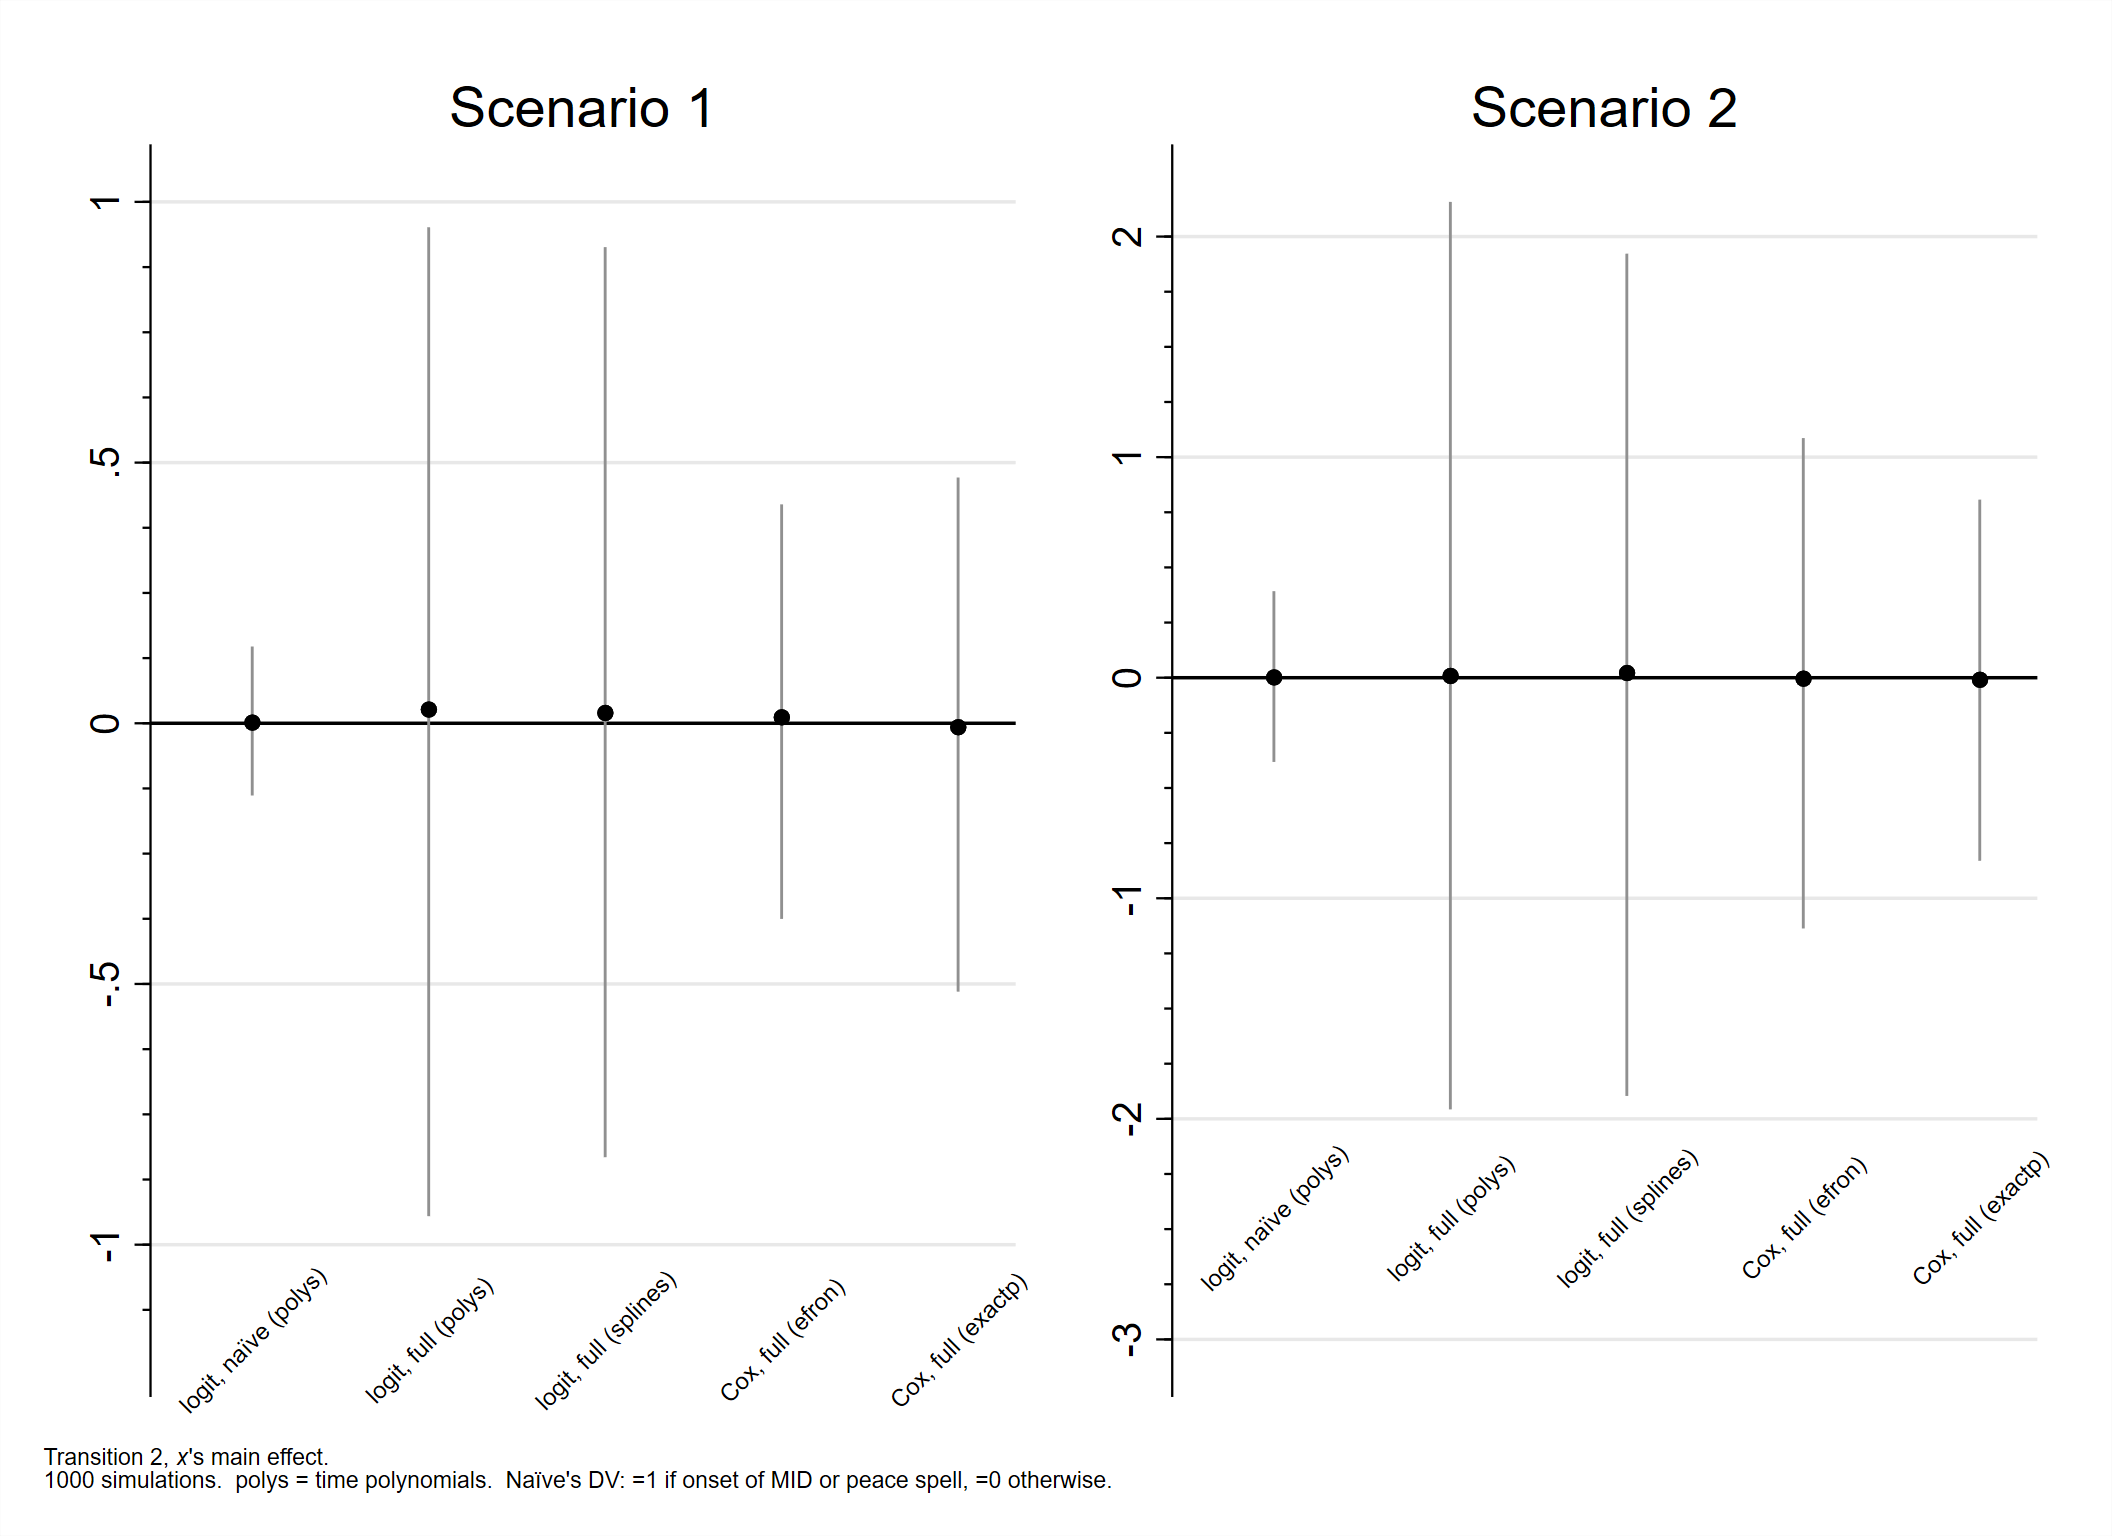 Scenario 1
1
.5
0
-.5
-1
logit, naïve (polys)
logit, full (polys)
logit, full (splines)
Cox, full (efron)
Cox, full (exactp)
Scenario 2
2
1
0
-1
-2
-3
logit, naïve (polys)
logit, full (polys)
logit, full (splines)
Cox, full (efron)
Cox, full (exactp)
Transition 2, x's main effect.
1000 simulations.  polys = time polynomials.  Naïve's DV: =1 if onset of MID or peace spell, =0 otherwise.